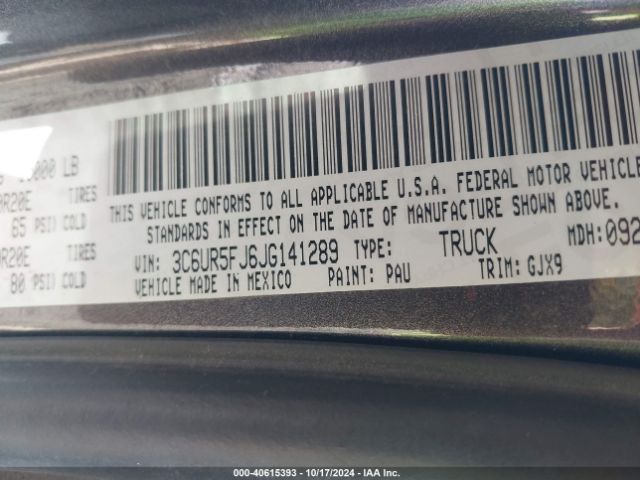 000 LB
R20E TIRES
65 PSI COLD
R20E TIRES
80 PSI COLD
THIS VEHICLE CONFORMS TO ALL APPLICABLE U.S.A. FEDERAL MOTOR VEHICLE
STANDARDS IN EFFECT ON THE DATE OF MANUFACTURE SHOWN ABOVE.
VIN: 3C6UR5FJ6JG141289 TYPE: TRUCK MDH:092
VEHICLE MADE IN MEXICO PAINT: PAU TRIM: GJX9
000-40615393 - 10/17/2024 - IAA Inc.